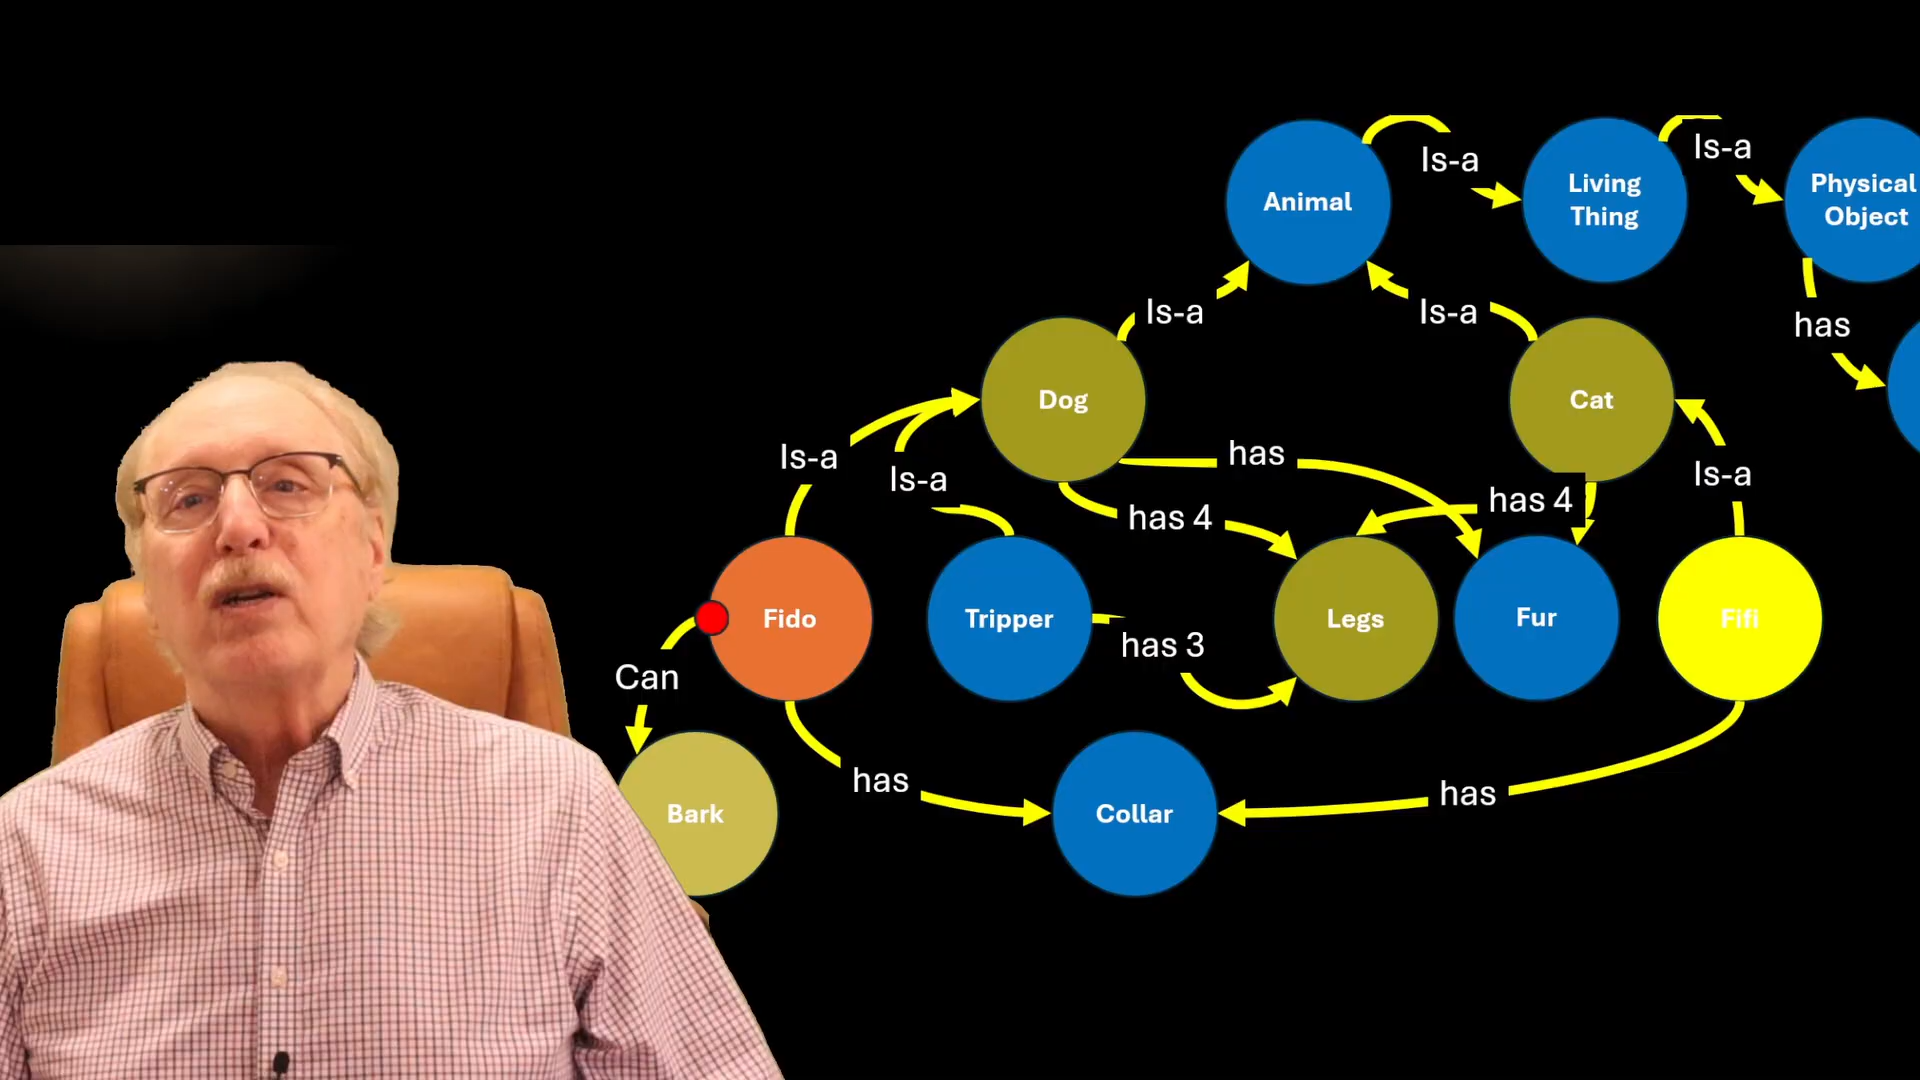 Is-a
Is-a
Animal
Living
Thing
Physical
Object
Is-a
Is-a
has
Dog
Cat
Is-a
Is-a
has
Is-a
has 4
has 4
Fido
Tripper
Legs
Fur
Fifi
has 3
Can
has
has
Bark
Collar